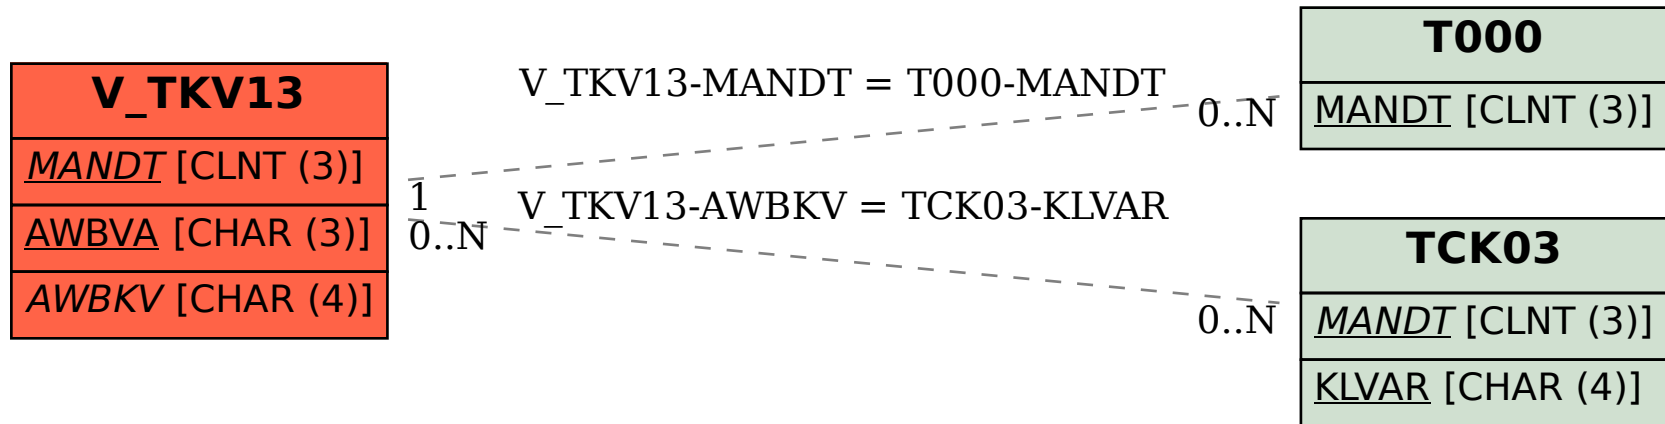 V_TKV13
MANDT [CLNT (3)]
AWBVA [CHAR (3)]
AWBKV [CHAR (4)]
V_TKV13-MANDT = T000-MANDT
0..N
1
V_TKV13-AWBKV = TCK03-KLVAR
0..N
0..N
T000
MANDT [CLNT (3)]
TCK03
MANDT [CLNT (3)]
KLVAR [CHAR (4)]